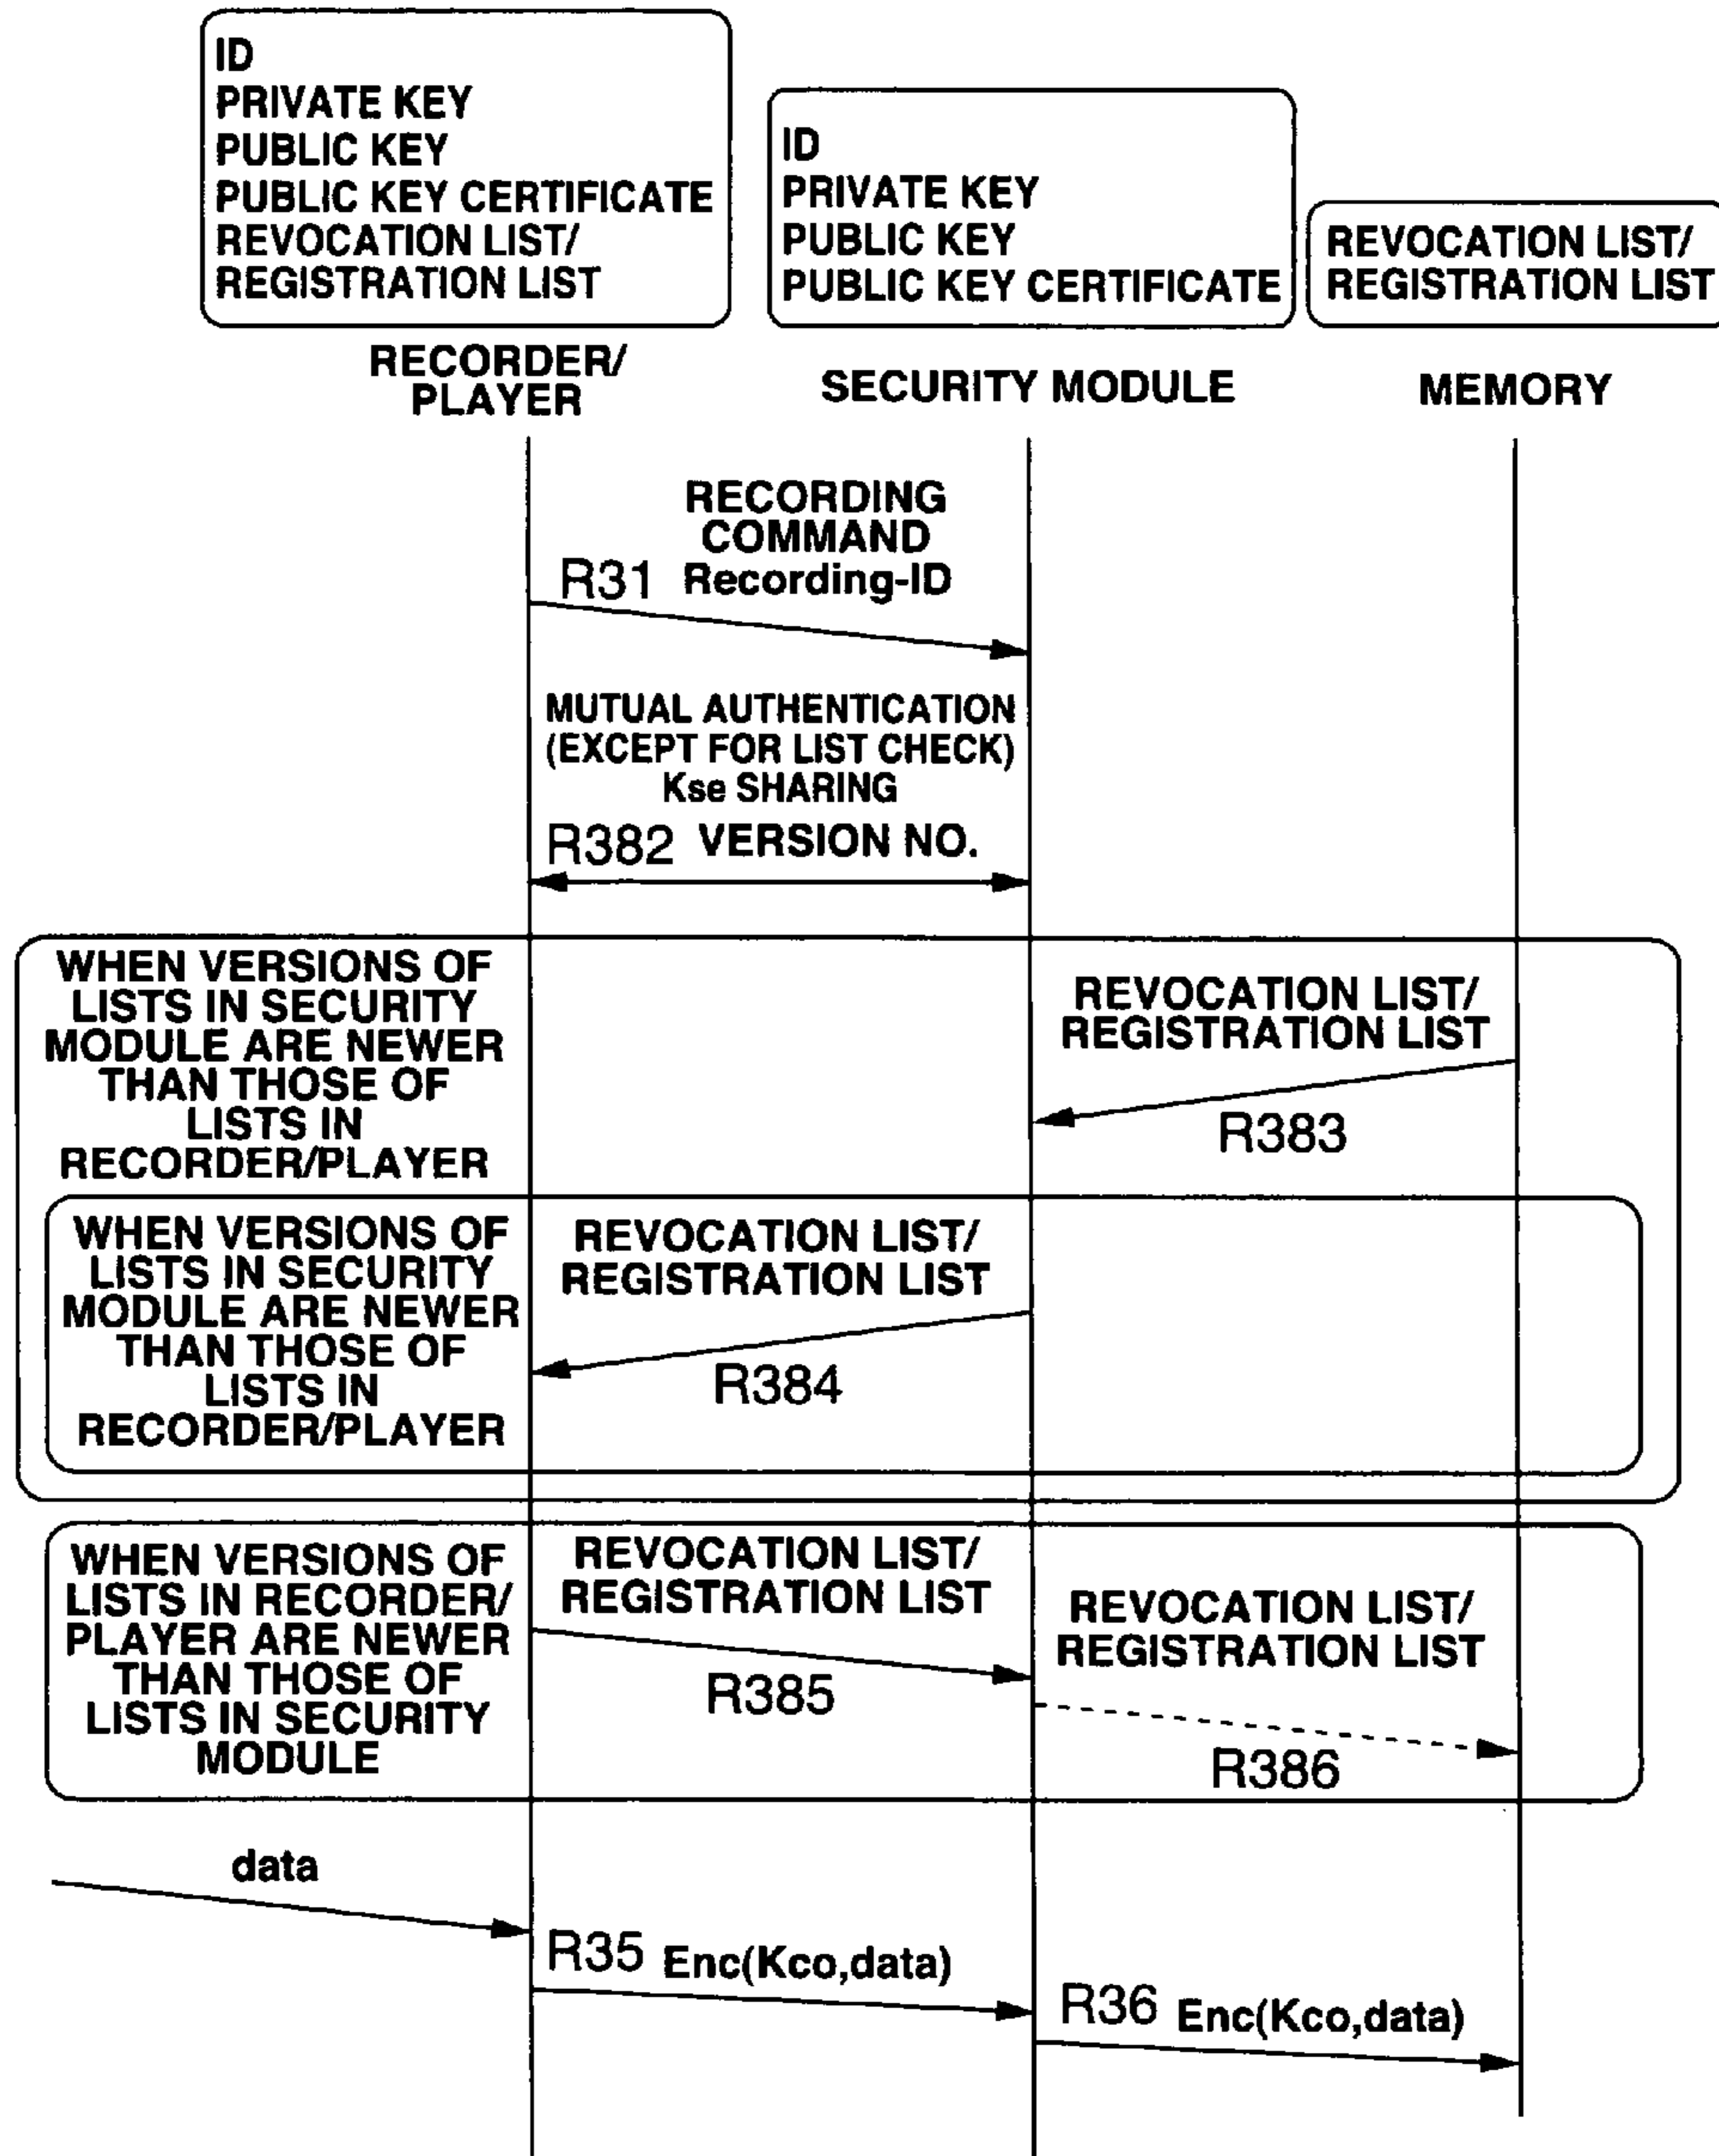 ID
PRIVATE KEY
PUBLIC KEY
PUBLIC KEY CERTIFICATE
REVOCATION LIST/
REGISTRATION LIST
RECORDER/
PLAYER
ID
PRIVATE KEY
PUBLIC KEY
PUBLIC KEY CERTIFICATE
SECURITY MODULE
REVOCATION LIST/
REGISTRATION LIST
MEMORY
RECORDING
COMMAND
R31 Recording-ID
MUTUAL AUTHENTICATION
(EXCEPT FOR LIST CHECK)
Kse SHARING
R382 VERSION NO.
WHEN VERSIONS OF
LISTS IN SECURITY
MODULE ARE NEWER
THAN THOSE OF
LISTS IN
RECORDER/PLAYER
REVOCATION LIST/
REGISTRATION LIST
R383
WHEN VERSIONS OF
LISTS IN SECURITY
MODULE ARE NEWER
THAN THOSE OF
LISTS IN
RECORDER/PLAYER
REVOCATION LIST/
REGISTRATION LIST
R384
WHEN VERSIONS OF
LISTS IN RECORDER/
PLAYER ARE NEWER
THAN THOSE OF
LISTS IN SECURITY
MODULE
REVOCATION LIST/
REGISTRATION LIST
R385
REVOCATION LIST/
REGISTRATION LIST
R386
data
R35 Enc(Kco,data)
R36 Enc(Kco,data)